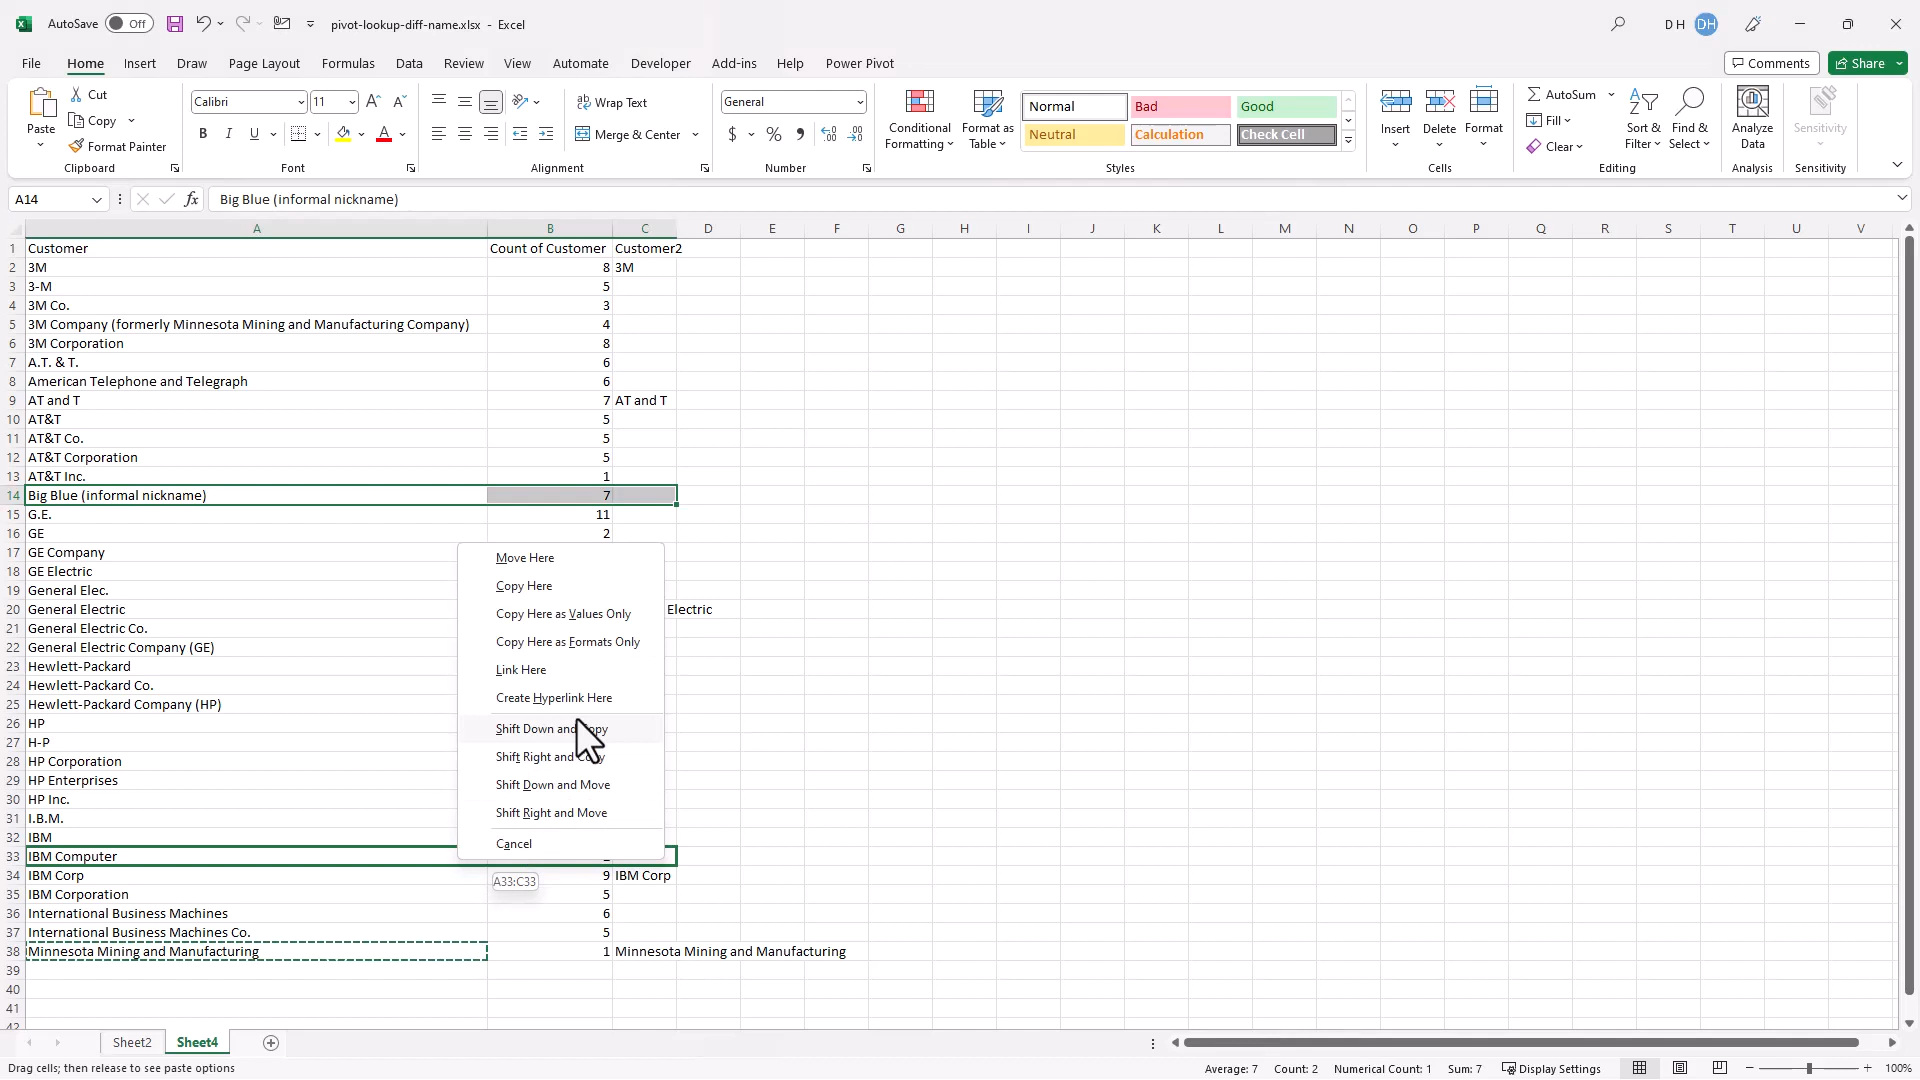 AutoSave Off pivot-lookup-diff-name.xlsx - Excel D H DH
File Home Insert Draw Page Layout Formulas Data Review View Automate Developer Add-ins Help Power Pivot Comments Share
Paste Cut Copy Format Painter Clipboard
Calibri 11 B I U A Font
Wrap Text Merge & Center Alignment
General $ % Number
Conditional Formatting Format as Table Normal Bad Good Neutral Calculation Check Cell Styles
Insert Delete Format Cells
AutoSum Fill Clear Sort & Filter Find & Select Editing
Analyze Data Analysis
Sensitivity Sensitivity
A14 fx Big Blue (informal nickname)
A B C D E F G H I J K L M N O P Q R S T U V
1 Customer Count of Customer Customer2
2 3M 8 3M
3 3-M 5
4 3M Co. 3
5 3M Company (formerly Minnesota Mining and Manufacturing Company) 4
6 3M Corporation 8
7 A.T. & T. 6
8 American Telephone and Telegraph 6
9 AT and T 7 AT and T
10 AT&T 5
11 AT&T Co. 5
12 AT&T Corporation 5
13 AT&T Inc. 1
14 Big Blue (informal nickname) 7
15 G.E. 11
16 GE 2
17 GE Company
18 GE Electric
19 General Elec.
20 General Electric Electric
21 General Electric Co.
22 General Electric Company (GE)
23 Hewlett-Packard
24 Hewlett-Packard Co.
25 Hewlett-Packard Company (HP)
26 HP
27 H-P
28 HP Corporation
29 HP Enterprises
30 HP Inc.
31 I.B.M.
32 IBM
33 IBM Computer
34 IBM Corp 9 IBM Corp
35 IBM Corporation 5
36 International Business Machines 6
37 International Business Machines Co. 5
38 Minnesota Mining and Manufacturing 1 Minnesota Mining and Manufacturing
39
40
41
42
Move Here
Copy Here
Copy Here as Values Only
Copy Here as Formats Only
Link Here
Create Hyperlink Here
Shift Down and Copy
Shift Right and Copy
Shift Down and Move
Shift Right and Move
Cancel
A33:C33
Sheet2 Sheet4
Drag cells; then release to see paste options Average: 7 Count: 2 Numerical Count: 1 Sum: 7 Display Settings 100%